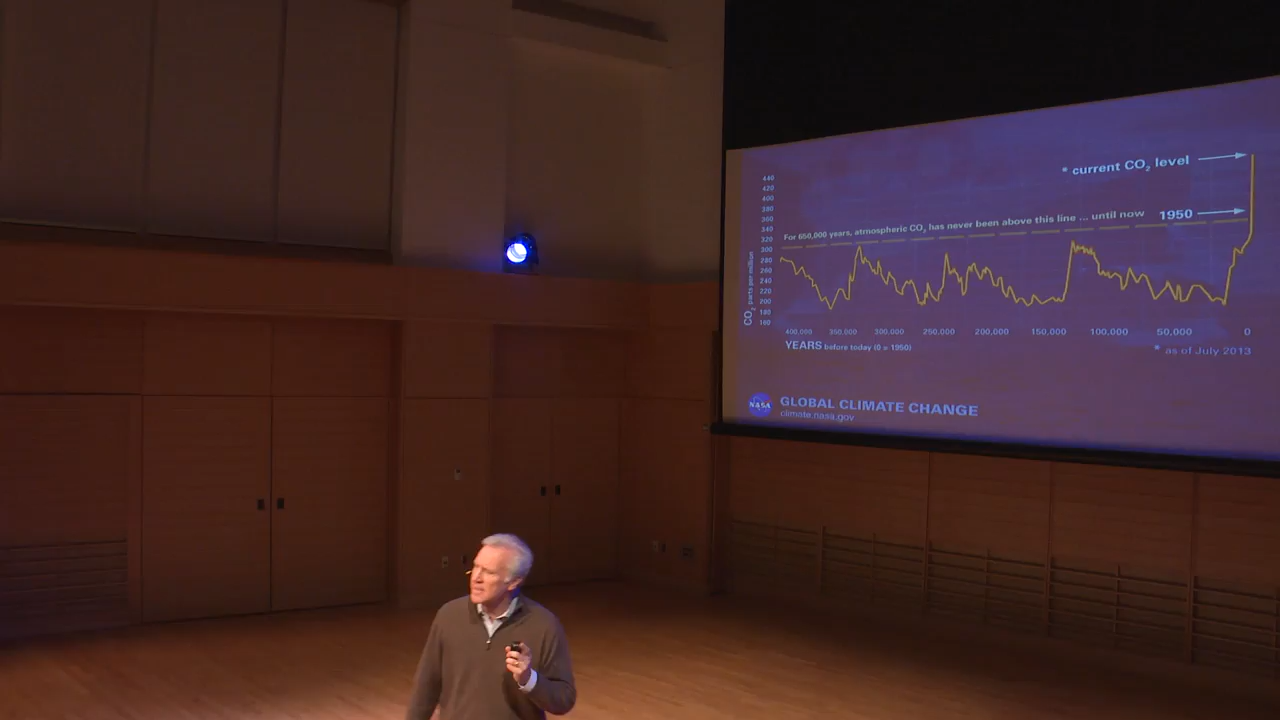 * current CO₂ level
440
420
400
380
360
340
320
300
280
260
240
220
200
180
160
For 650,000 years, atmospheric CO₂ has never been above this line ... until now
1950
CO₂ parts per million
400,000 350,000 300,000 250,000 200,000 150,000 100,000 50,000 0
YEARS before today (0 = 1950)
* as of July 2013
NASA
GLOBAL CLIMATE CHANGE
climate.nasa.gov